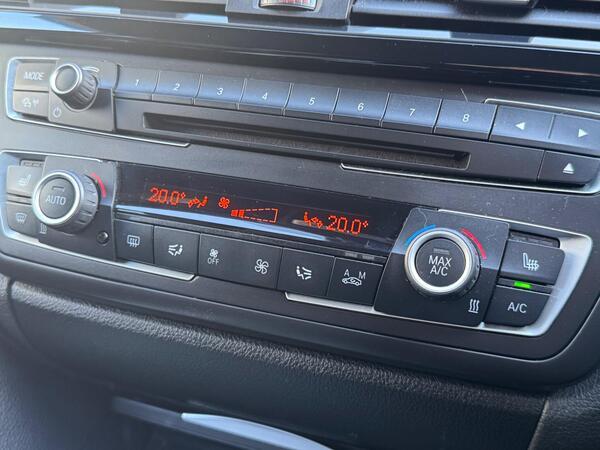 MODE
1 2 3 4 5 6 7 8
AUTO
20.0°
20.0°
OFF
A M
MAX
A/C
A/C